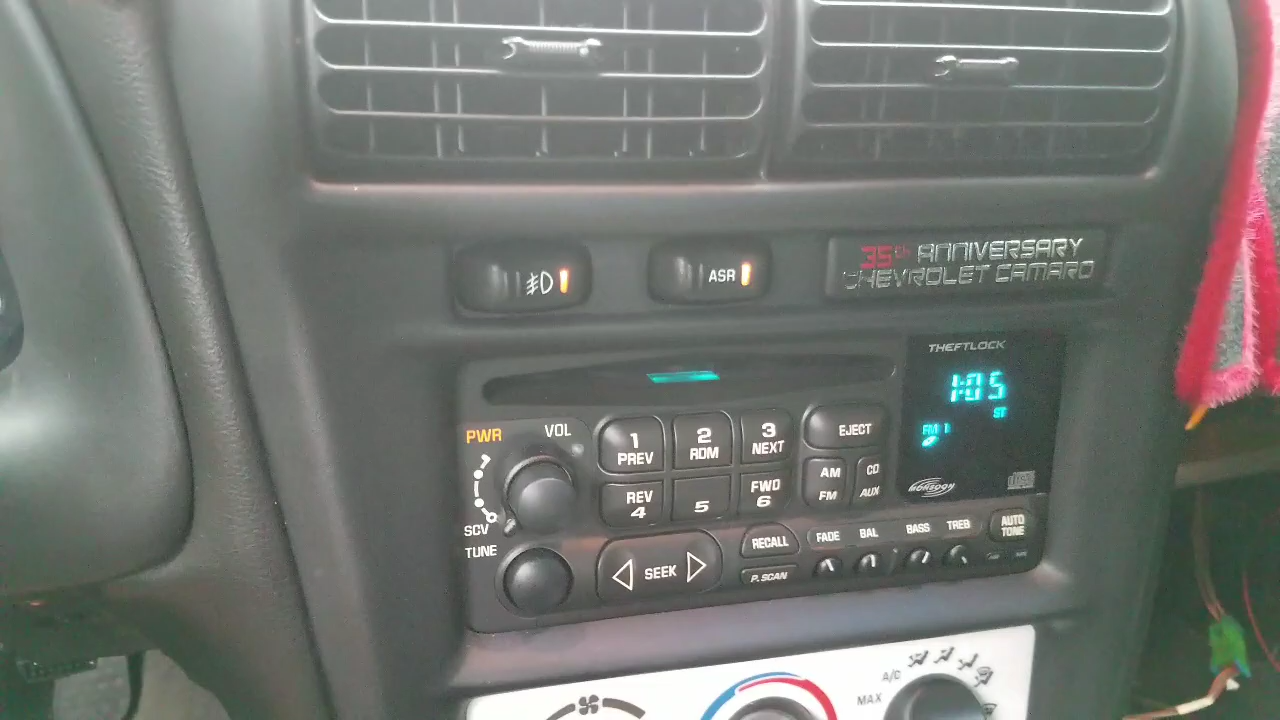 ASR
35th ANNIVERSARY
CHEVROLET CAMARO
THEFTLOCK
1:05
ST
FM 1
PWR
VOL
1
PREV
2
RDM
3
NEXT
EJECT
REV
4
5
FWD
6
AM
FM
CD
AUX
monsoon
SCV
TUNE
SEEK
RECALL
P.SCAN
FADE
BAL
BASS
TREB
AUTO
TONE
A/C
MAX